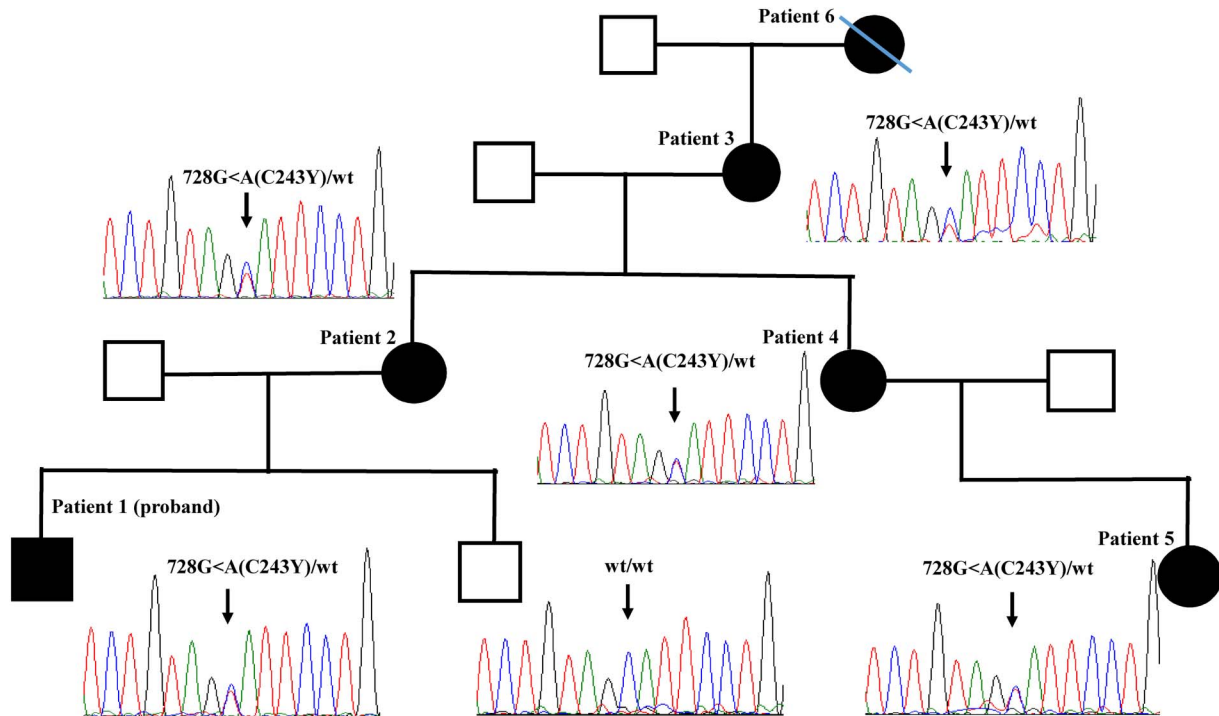 Patient 6
728G<A(C243Y)/wt
Patient 3
728G<A(C243Y)/wt
Patient 2
Patient 4
728G<A(C243Y)/wt
Patient 1 (proband)
Patient 5
728G<A(C243Y)/wt
wt/wt
728G<A(C243Y)/wt